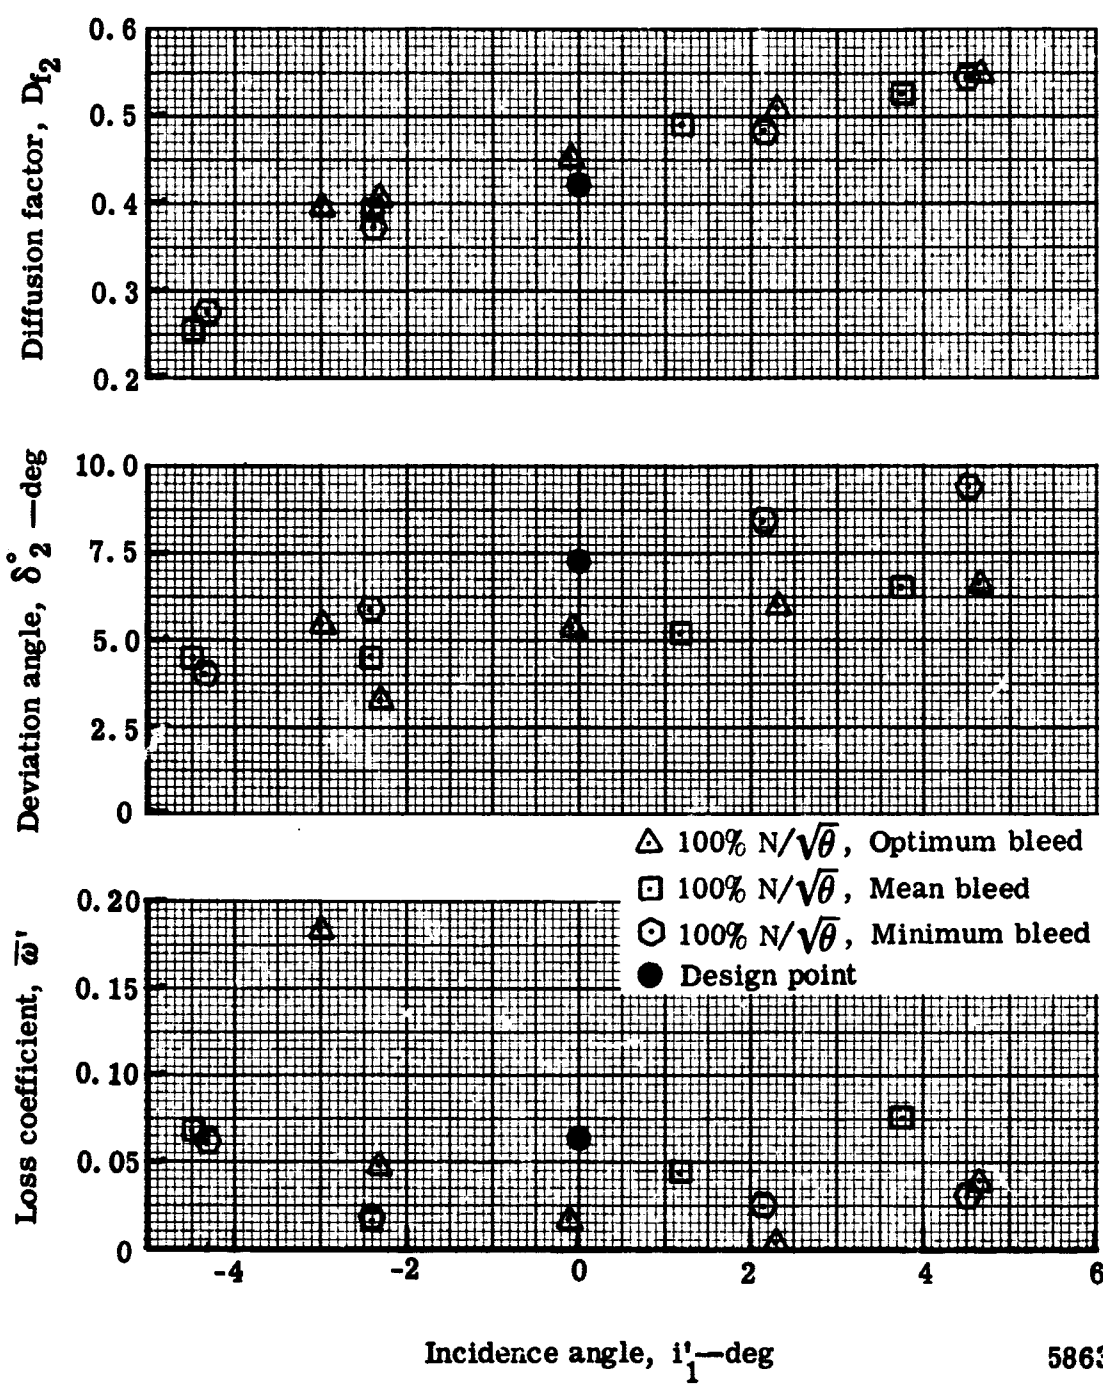 Diffusion factor, Df2
0.6
0.5
0.4
0.3
0.2
Deviation angle, δ°2 —deg
10.0
7.5
5.0
2.5
0
△ 100% N/√θ, Optimum bleed
⊡ 100% N/√θ, Mean bleed
⬡ 100% N/√θ, Minimum bleed
● Design point
Loss coefficient, ω̅'
0.20
0.15
0.10
0.05
0
-4 -2 0 2 4 6
Incidence angle, i'1—deg
5863